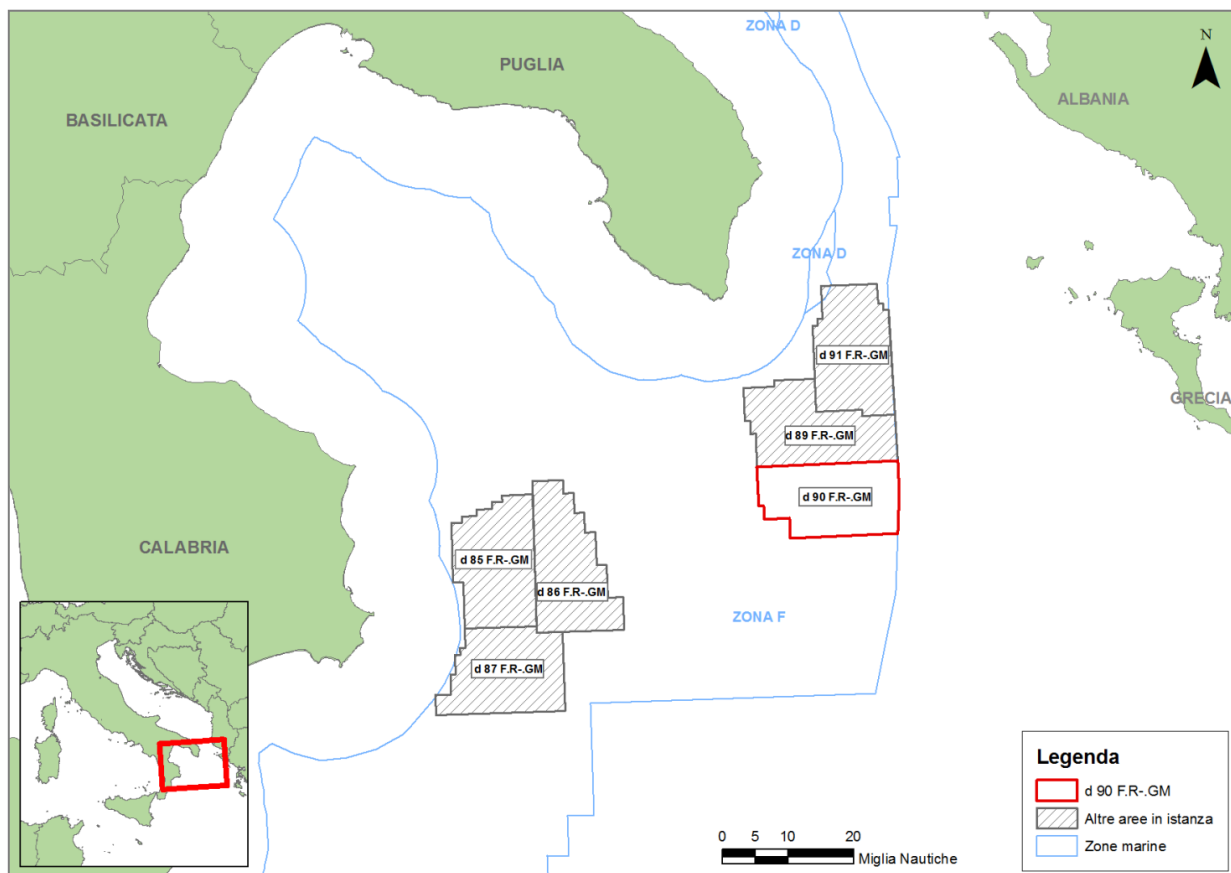 ZONA D
N
PUGLIA
ALBANIA
BASILICATA
ZONA D
d 91 F.R-.GM
GRECIA
d 89 F.R-.GM
d 90 F.R-.GM
CALABRIA
d 85 F.R-.GM
d 86 F.R-.GM
ZONA F
d 87 F.R-.GM
Legenda
d 90 F.R-.GM
Altre aree in istanza
Zone marine
0 5 10 20
Miglia Nautiche